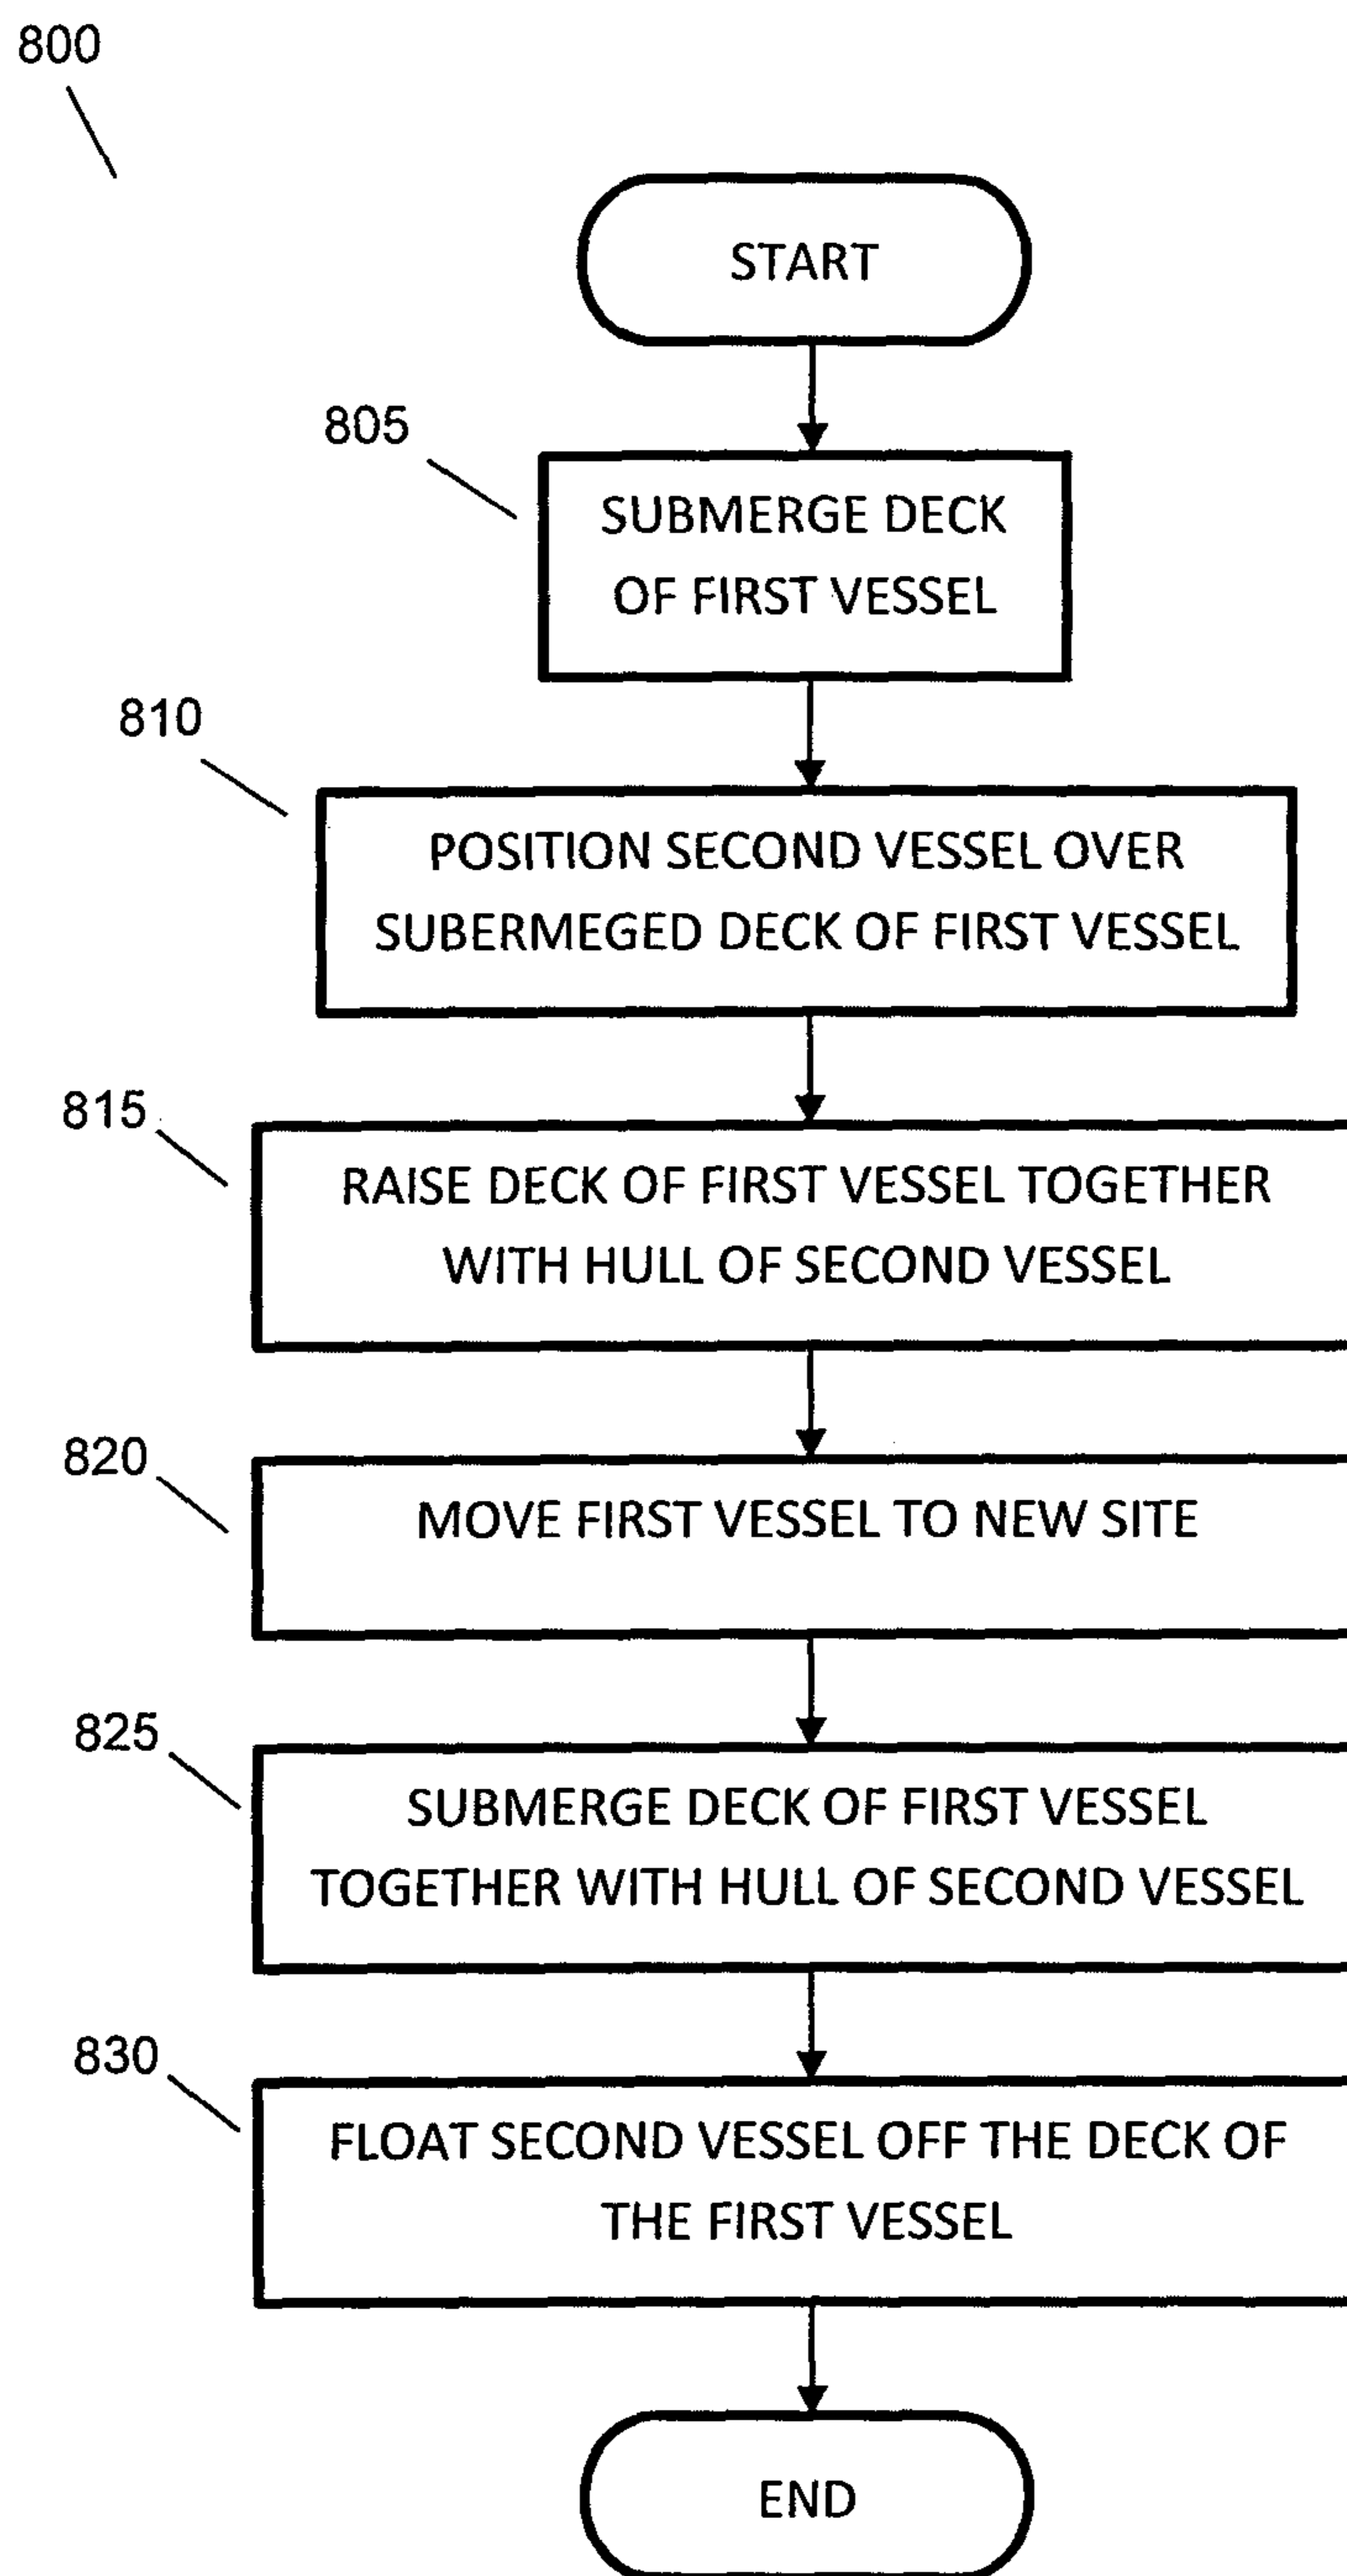 800
START
805
SUBMERGE DECK
OF FIRST VESSEL
810
POSITION SECOND VESSEL OVER
SUBERMEGED DECK OF FIRST VESSEL
815
RAISE DECK OF FIRST VESSEL TOGETHER
WITH HULL OF SECOND VESSEL
820
MOVE FIRST VESSEL TO NEW SITE
825
SUBMERGE DECK OF FIRST VESSEL
TOGETHER WITH HULL OF SECOND VESSEL
830
FLOAT SECOND VESSEL OFF THE DECK OF
THE FIRST VESSEL
END